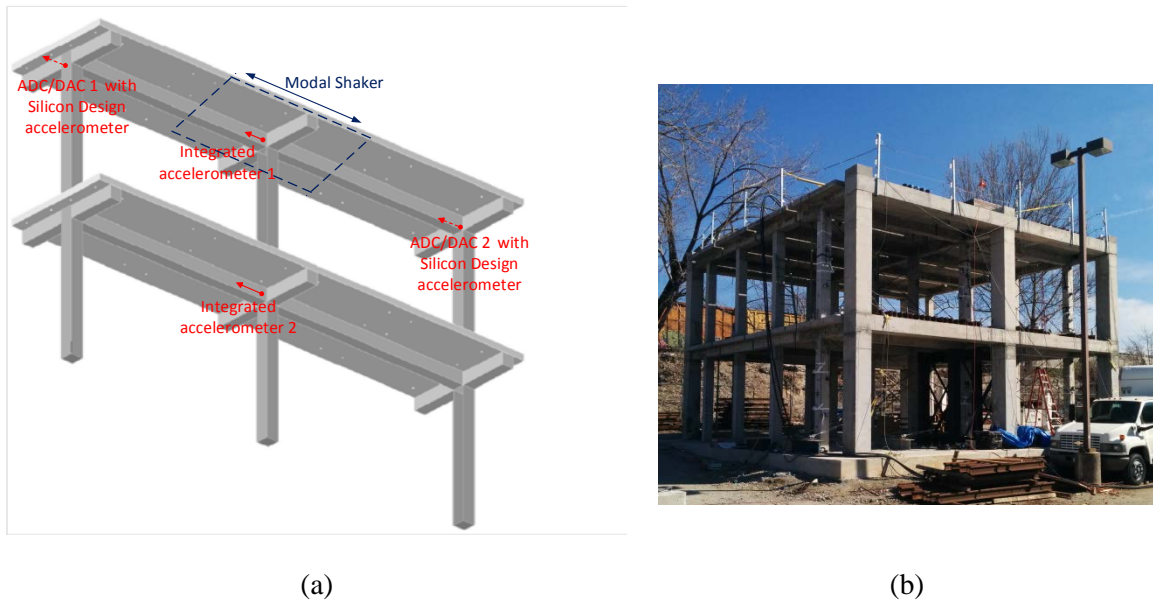 ADC/DAC 1 with
Silicon Design
accelerometer
Modal Shaker
Integrated
accelerometer 1
ADC/DAC 2 with
Silicon Design
accelerometer
Integrated
accelerometer 2
(a)
(b)